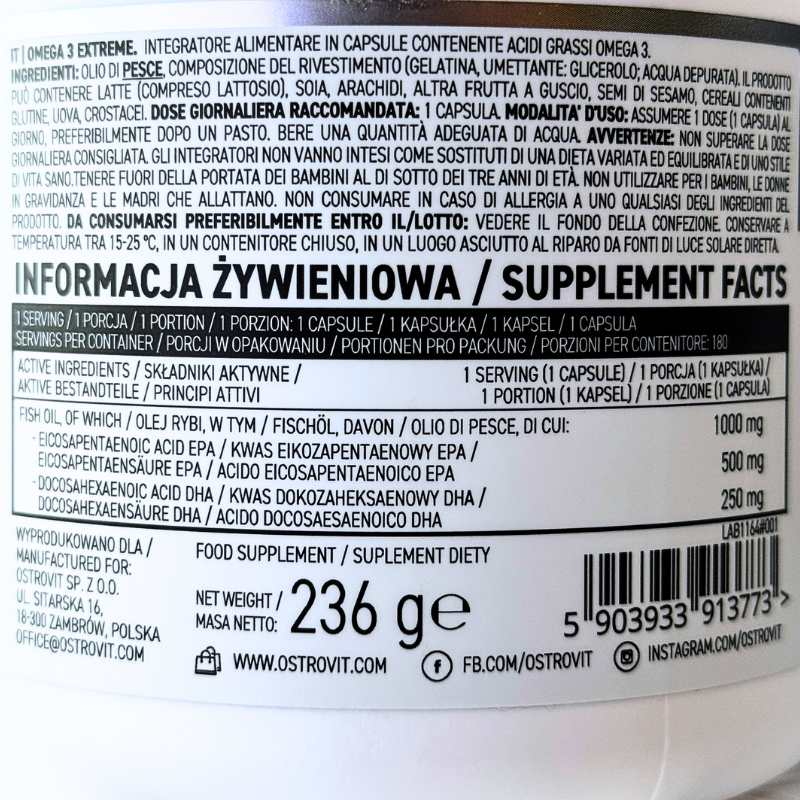 IT | OMEGA 3 EXTREME. INTEGRATORE ALIMENTARE IN CAPSULE CONTENENTE ACIDI GRASSI OMEGA 3.
INGREDIENTI: OLIO DI PESCE, COMPOSIZIONE DEL RIVESTIMENTO (GELATINA, UMETTANTE: GLICEROLO; ACQUA DEPURATA). IL PRODOTTO
PUÒ CONTENERE LATTE (COMPRESO LATTOSIO), SOIA, ARACHIDI, ALTRA FRUTTA A GUSCIO, SEMI DI SESAMO, CEREALI CONTENENTI
GLUTINE, UOVA, CROSTACEI. DOSE GIORNALIERA RACCOMANDATA: 1 CAPSULA. MODALITA' D'USO: ASSUMERE 1 DOSE (1 CAPSULA) AL
GIORNO, PREFERIBILMENTE DOPO UN PASTO. BERE UNA QUANTITÀ ADEGUATA DI ACQUA. AVVERTENZE: NON SUPERARE LA DOSE
GIORNALIERA CONSIGLIATA. GLI INTEGRATORI NON VANNO INTESI COME SOSTITUTI DI UNA DIETA VARIATA ED EQUILIBRATA E DI UNO STILE
DI VITA SANO.TENERE FUORI DELLA PORTATA DEI BAMBINI AL DI SOTTO DEI TRE ANNI DI ETÀ. NON UTILIZZARE PER I BAMBINI, LE DONNE
IN GRAVIDANZA E LE MADRI CHE ALLATTANO. NON CONSUMARE IN CASO DI ALLERGIA A UNO QUALSIASI DEGLI INGREDIENTI DEL
PRODOTTO. DA CONSUMARSI PREFERIBILMENTE ENTRO IL/LOTTO: VEDERE IL FONDO DELLA CONFEZIONE. CONSERVARE A
TEMPERATURA TRA 15-25 °C, IN UN CONTENITORE CHIUSO, IN UN LUOGO ASCIUTTO AL RIPARO DA FONTI DI LUCE SOLARE DIRETTA.
INFORMACJA ŻYWIENIOWA / SUPPLEMENT FACTS
1 SERVING / 1 PORCJA / 1 PORTION / 1 PORZION: 1 CAPSULE / 1 KAPSUŁKA / 1 KAPSEL / 1 CAPSULA
SERVINGS PER CONTAINER / PORCJI W OPAKOWANIU / PORTIONEN PRO PACKUNG / PORZIONI PER CONTENITORE: 180
ACTIVE INGREDIENTS / SKŁADNIKI AKTYWNE / 1 SERVING (1 CAPSULE) / 1 PORCJA (1 KAPSUŁKA) /
AKTIVE BESTANDTEILE / PRINCIPI ATTIVI 1 PORTION (1 KAPSEL) / 1 PORZIONE (1 CAPSULA)
FISH OIL, OF WHICH / OLEJ RYBI, W TYM / FISCHÖL, DAVON / OLIO DI PESCE, DI CUI: 1000 mg
- EICOSAPENTAENOIC ACID EPA / KWAS EIKOZAPENTAENOWY EPA /
EICOSAPENTAENSÄURE EPA / ACIDO EICOSAPENTAENOICO EPA 500 mg
- DOCOSAHEXAENOIC ACID DHA / KWAS DOKOZAHEKSAENOWY DHA /
DOCOSAHEXAENSÄURE DHA / ACIDO DOCOSAESAENOICO DHA 250 mg
LAB1164#001
WYPRODUKOWANO DLA /
MANUFACTURED FOR:
OSTROVIT SP. Z O.O.
UL. SITARSKA 16,
18-300 ZAMBRÓW, POLSKA
OFFICE@OSTROVIT.COM
FOOD SUPPLEMENT / SUPLEMENT DIETY
NET WEIGHT /
MASA NETTO: 236 g e
5 903933 913773 >
WWW.OSTROVIT.COM
FB.COM/OSTROVIT
INSTAGRAM.COM/OSTROVIT